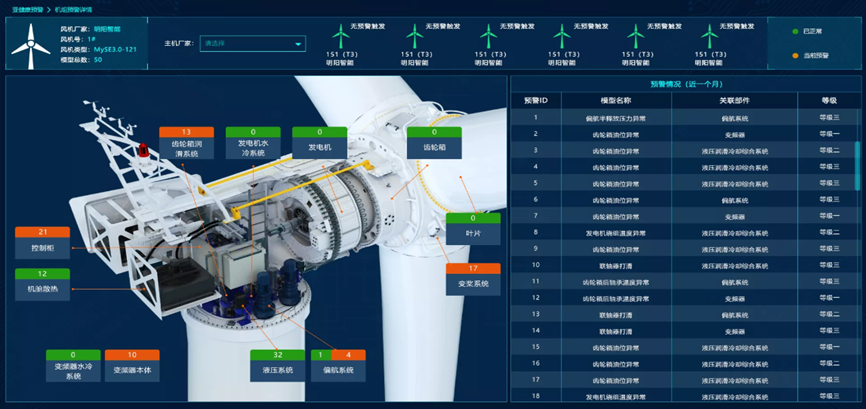 亚健康预警 > 机组预警详情
风机厂家：明阳智能
风机号：1#
风机类型：MySE3.0-121
模型总数：50
主机厂家：
请选择
无预警触发
151（T3）
明阳智能
无预警触发
151（T3）
明阳智能
无预警触发
151（T3）
明阳智能
无预警触发
151（T3）
明阳智能
无预警触发
151（T3）
明阳智能
无预警触发
151（T3）
明阳智能
已正常
当前预警
13
齿轮箱润
滑系统
0
发电机水
冷系统
0
发电机
0
齿轮箱
21
控制柜
12
机舱散热
0
叶片
17
变桨系统
0
变频器水冷
系统
10
变频器本体
32
液压系统
1 4
偏航系统
预警情况（近一个月）
预警ID 模型名称 关联部件 等级
1 偏航半释放压力异常 偏航系统 等级三
2 齿轮箱油位异常 变频器 等级一
3 齿轮箱油位异常 液压润滑冷却综合系统 等级二
4 齿轮箱油位异常 液压润滑冷却综合系统 等级三
5 齿轮箱油位异常 液压润滑冷却综合系统 等级三
6 齿轮箱油位异常 偏航系统 等级三
7 齿轮箱油位异常 变频器 等级一
8 发电机绕组温度异常 液压润滑冷却综合系统 等级二
9 齿轮箱油位异常 液压润滑冷却综合系统 等级三
10 联轴器打滑 液压润滑冷却综合系统 等级三
11 齿轮箱后轴承温度异常 偏航系统 等级三
12 齿轮箱后轴承温度异常 变频器 等级一
13 联轴器打滑 偏航系统 等级二
14 联轴器打滑 变频器 等级三
15 齿轮箱油位异常 液压润滑冷却综合系统 等级一
16 齿轮箱油位异常 液压润滑冷却综合系统 等级二
17 齿轮箱油位异常 液压润滑冷却综合系统 等级三
18 发电机绕组温度异常 液压润滑冷却综合系统 等级三